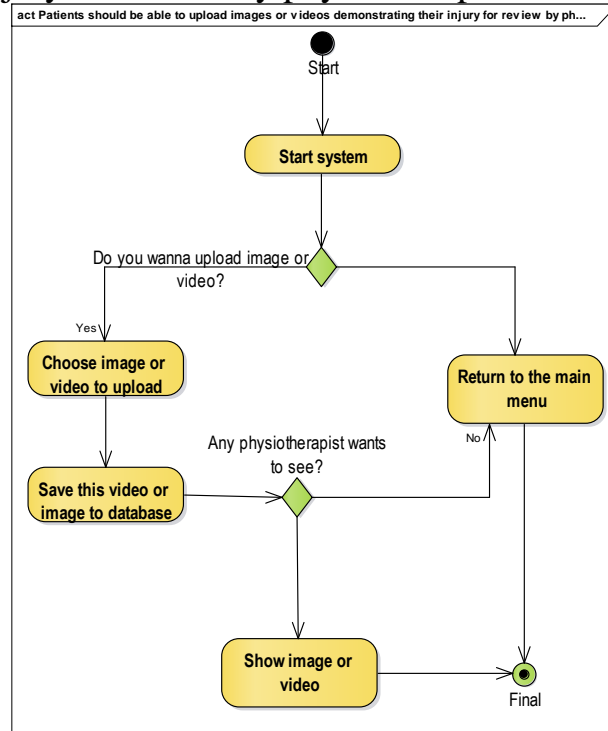 act Patients should be able to upload images or videos demonstrating their injury for review by ph...
Start
Start system
Do you wanna upload image or
video?
Yes
Choose image or
video to upload
Return to the main
menu
Any physiotherapist wants
to see?
No
Save this video or
image to database
Show image or
video
Final